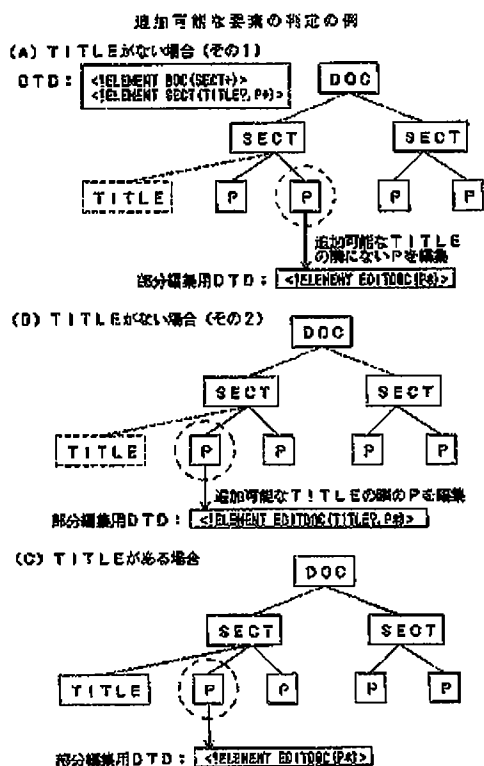 追加可能な要素の判定の例
(A) TITLEがない場合(その1)
DTD: <!ELEMENT DOC(SECT+)>
<!ELEMENT SECT(TITLE?, P*)>
DOC
SECT SECT
TITLE P P P P
追加可能なTITLE
の隣にないPを編集
部分編集用DTD: <!ELEMENT EDITDOC(P*)>
(B) TITLEがない場合(その2)
DOC
SECT SECT
TITLE P P P P
追加可能なTITLEの隣のPを編集
部分編集用DTD: <!ELEMENT EDITDOC(TITLE?, P*)>
(C) TITLEがある場合
DOC
SECT SECT
TITLE P P P P
部分編集用DTD: <!ELEMENT EDITDOC(P*)>